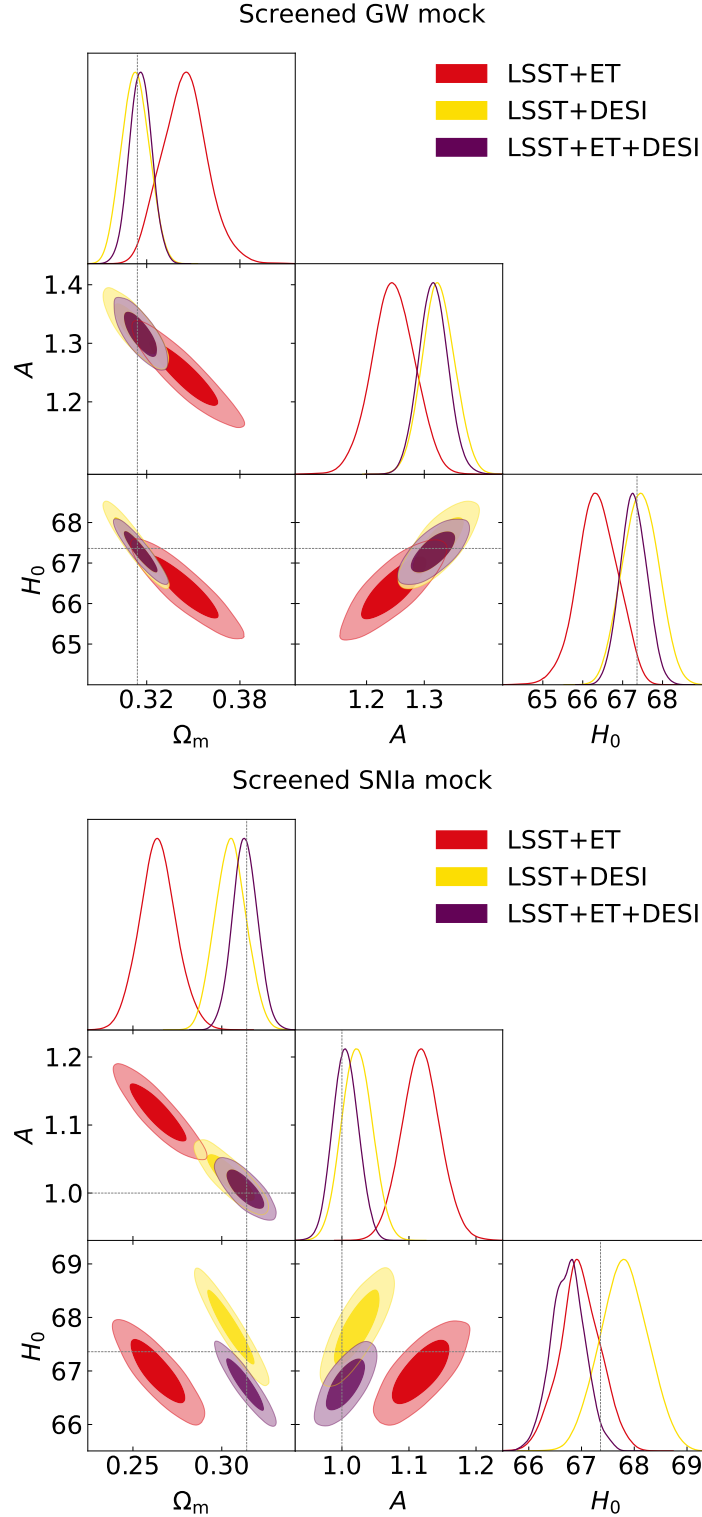 Screened GW mock
LSST+ET
LSST+DESI
LSST+ET+DESI
1.4
1.3
1.2
A
68
67
66
65
H₀
0.32 0.38
1.2 1.3
65 66 67 68
Ωₘ
A
H₀
Screened SNIa mock
LSST+ET
LSST+DESI
LSST+ET+DESI
1.2
1.1
1.0
A
69
68
67
66
H₀
0.25 0.30
1.0 1.1 1.2
66 67 68 69
Ωₘ
A
H₀